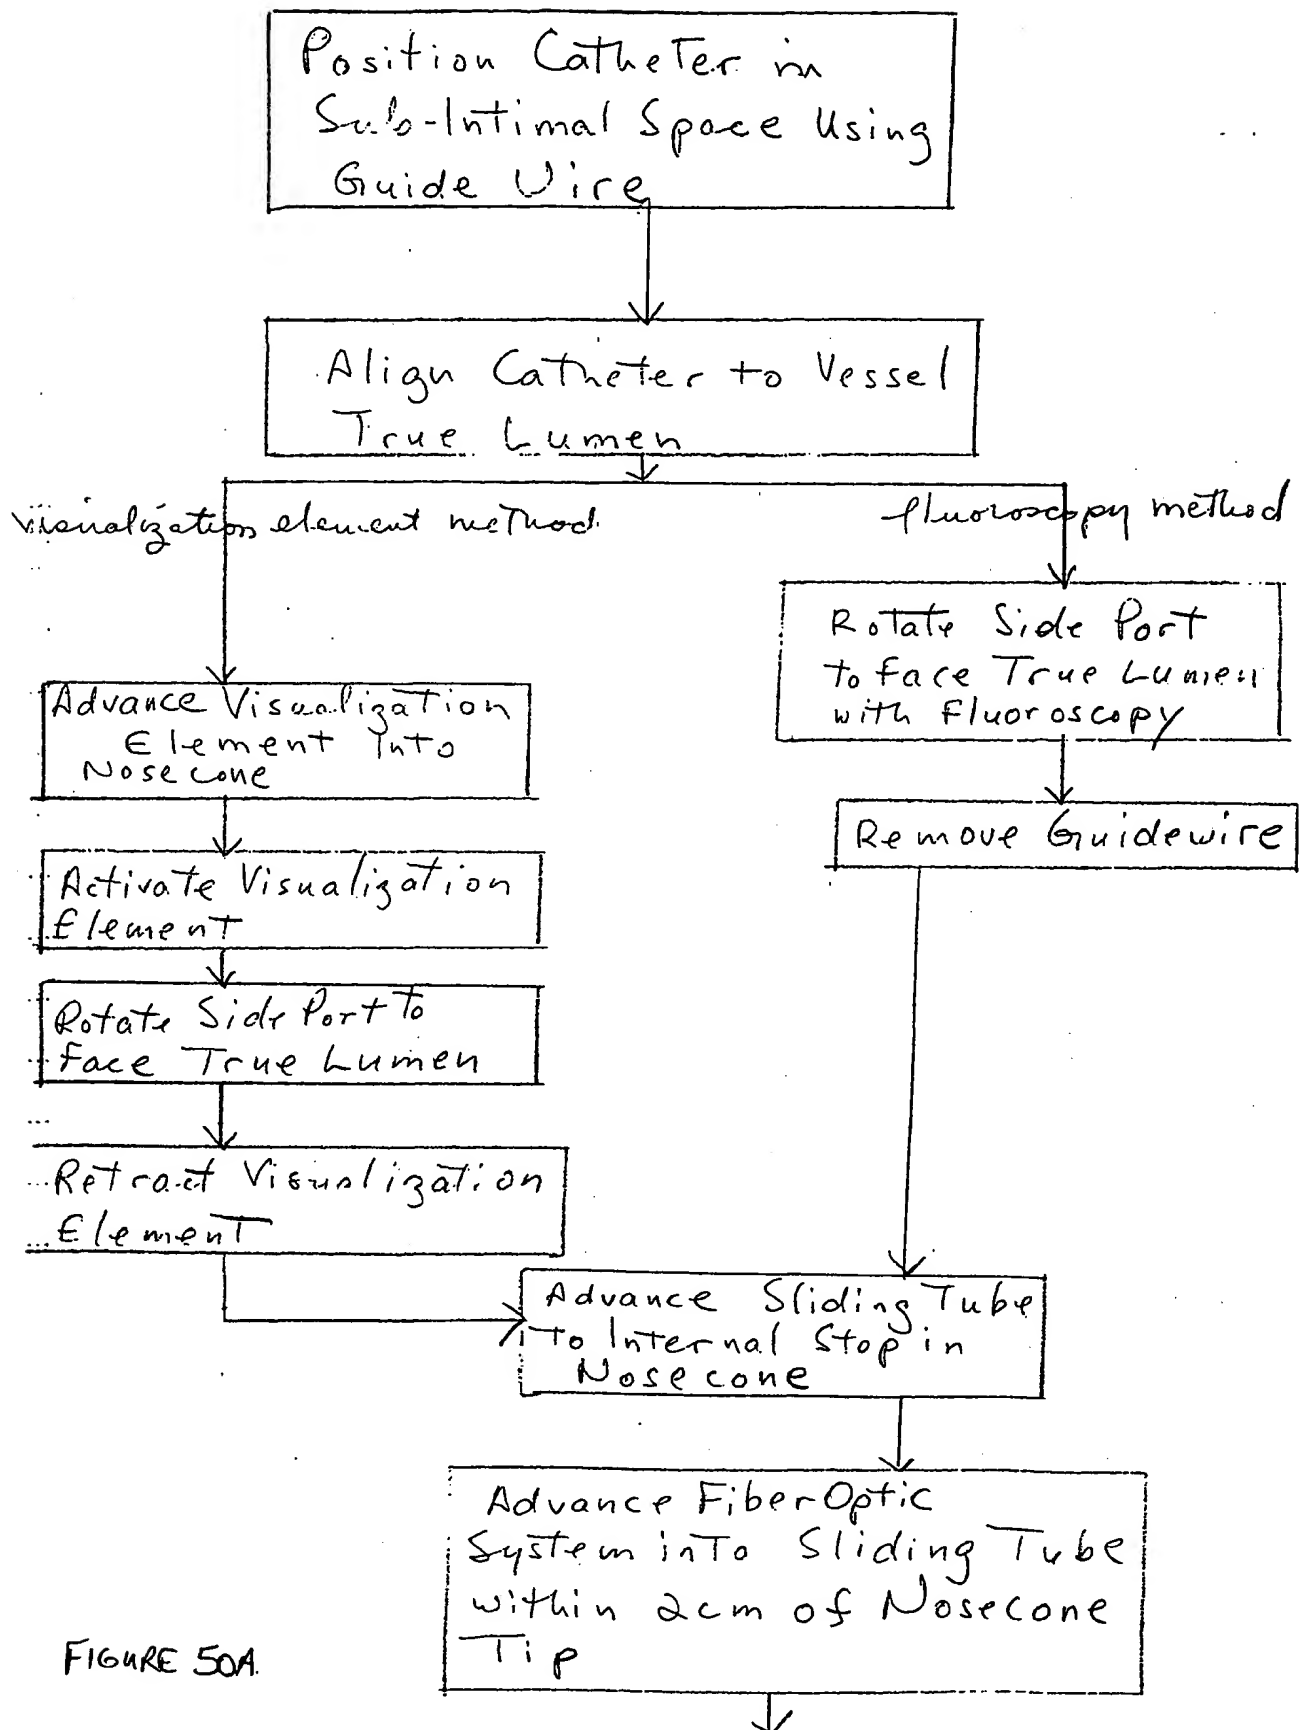 Position Catheter in
Sub-Intimal Space Using
Guide Wire
Align Catheter to Vessel
True Lumen
visualization element method
fluoroscopy method
Rotate Side Port
to face True Lumen
with Fluoroscopy
Remove Guidewire
Advance Visualization
Element Into
Nosecone
Activate Visualization
Element
Rotate Side Port to
face True Lumen
Retract Visualization
Element
Advance Sliding Tube
to Internal Stop in
Nosecone
Advance Fiber Optic
System into Sliding Tube
within 2cm of Nosecone
Tip
FIGURE 50A